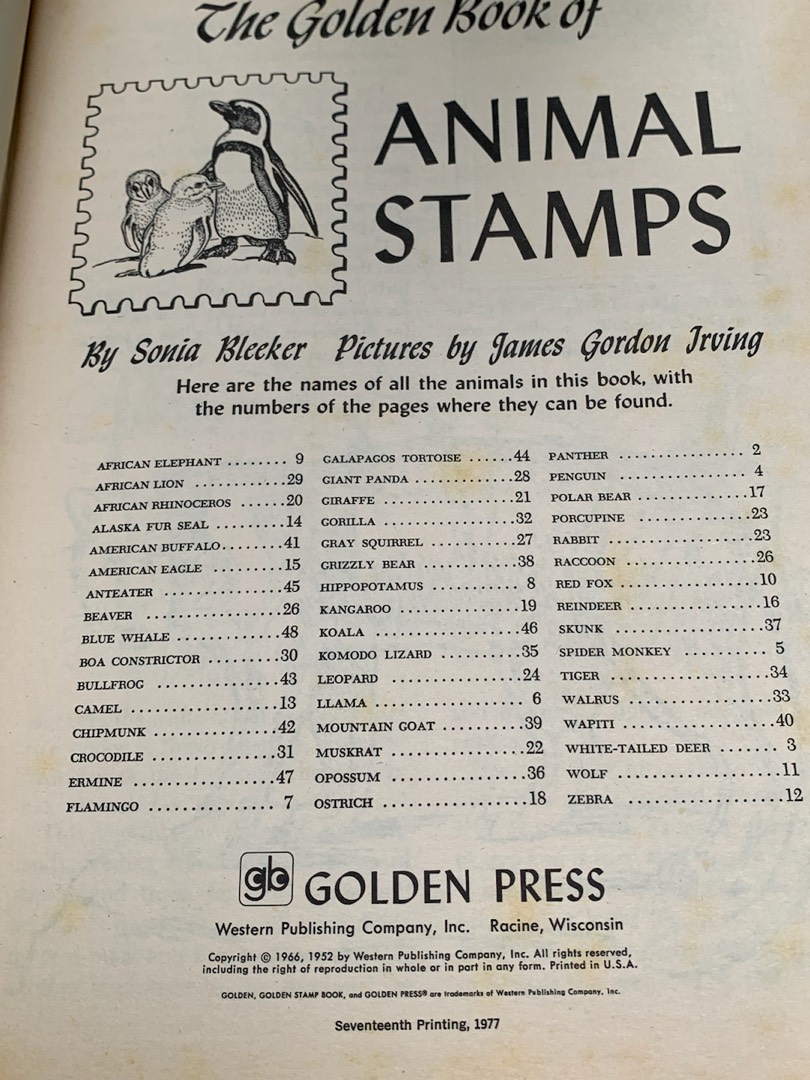 The Golden Book of
ANIMAL
STAMPS
By Sonia Bleeker Pictures by James Gordon Irving
Here are the names of all the animals in this book, with
the numbers of the pages where they can be found.
AFRICAN ELEPHANT ........ 9
AFRICAN LION ............29
AFRICAN RHINOCEROS ......20
ALASKA FUR SEAL .........14
AMERICAN BUFFALO........41
AMERICAN EAGLE .........15
ANTEATER ...............45
BEAVER .................26
BLUE WHALE .............48
BOA CONSTRICTOR ........30
BULLFROG ...............43
CAMEL ..................13
CHIPMUNK ...............42
CROCODILE ..............31
ERMINE .................47
FLAMINGO ............... 7
GALAPAGOS TORTOISE ......44
GIANT PANDA .............28
GIRAFFE .................21
GORILLA .................32
GRAY SQUIRREL ...........27
GRIZZLY BEAR ............38
HIPPOPOTAMUS ........... 8
KANGAROO ...............19
KOALA ..................46
KOMODO LIZARD ..........35
LEOPARD ................24
LLAMA .................. 6
MOUNTAIN GOAT ..........39
MUSKRAT ................22
OPOSSUM ................36
OSTRICH ................18
PANTHER ................ 2
PENGUIN ................ 4
POLAR BEAR .............17
PORCUPINE ..............23
RABBIT .................23
RACCOON ................26
RED FOX ................10
REINDEER ...............16
SKUNK ..................37
SPIDER MONKEY .......... 5
TIGER ..................34
WALRUS .................33
WAPITI .................40
WHITE-TAILED DEER ....... 3
WOLF ...................11
ZEBRA ..................12
gb GOLDEN PRESS
Western Publishing Company, Inc. Racine, Wisconsin
Copyright © 1966, 1952 by Western Publishing Company, Inc. All rights reserved,
including the right of reproduction in whole or in part in any form. Printed in U.S.A.
GOLDEN, GOLDEN STAMP BOOK, and GOLDEN PRESS® are trademarks of Western Publishing Company, Inc.
Seventeenth Printing, 1977